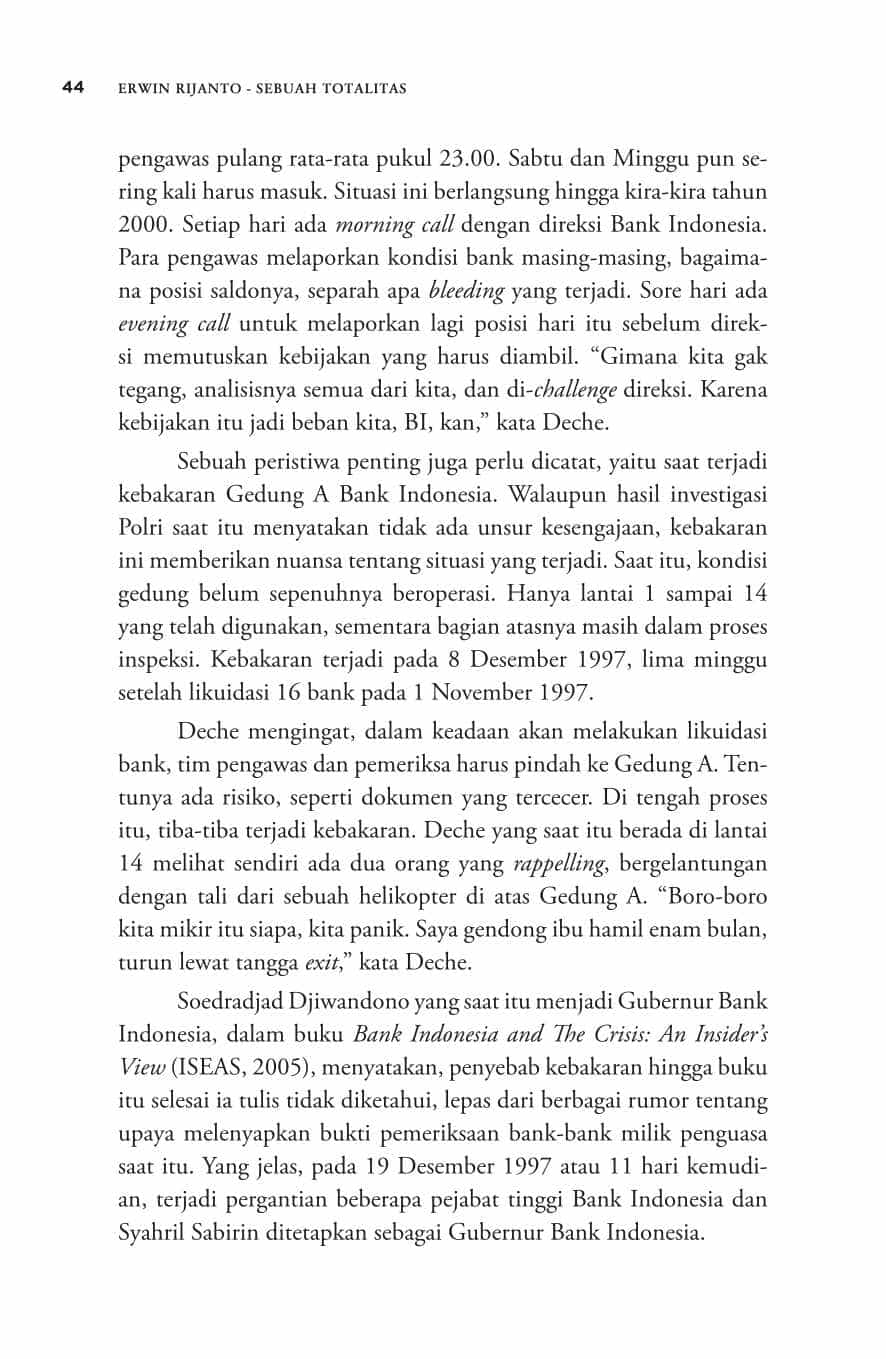 44 ERWIN RIJANTO - SEBUAH TOTALITAS
pengawas pulang rata-rata pukul 23.00. Sabtu dan Minggu pun se-
ring kali harus masuk. Situasi ini berlangsung hingga kira-kira tahun
2000. Setiap hari ada morning call dengan direksi Bank Indonesia.
Para pengawas melaporkan kondisi bank masing-masing, bagaima-
na posisi saldonya, separah apa bleeding yang terjadi. Sore hari ada
evening call untuk melaporkan lagi posisi hari itu sebelum direk-
si memutuskan kebijakan yang harus diambil. “Gimana kita gak
tegang, analisisnya semua dari kita, dan di-challenge direksi. Karena
kebijakan itu jadi beban kita, BI, kan,” kata Deche.
Sebuah peristiwa penting juga perlu dicatat, yaitu saat terjadi
kebakaran Gedung A Bank Indonesia. Walaupun hasil investigasi
Polri saat itu menyatakan tidak ada unsur kesengajaan, kebakaran
ini memberikan nuansa tentang situasi yang terjadi. Saat itu, kondisi
gedung belum sepenuhnya beroperasi. Hanya lantai 1 sampai 14
yang telah digunakan, sementara bagian atasnya masih dalam proses
inspeksi. Kebakaran terjadi pada 8 Desember 1997, lima minggu
setelah likuidasi 16 bank pada 1 November 1997.
Deche mengingat, dalam keadaan akan melakukan likuidasi
bank, tim pengawas dan pemeriksa harus pindah ke Gedung A. Ten-
tunya ada risiko, seperti dokumen yang tercecer. Di tengah proses
itu, tiba-tiba terjadi kebakaran. Deche yang saat itu berada di lantai
14 melihat sendiri ada dua orang yang rappelling, bergelantungan
dengan tali dari sebuah helikopter di atas Gedung A. “Boro-boro
kita mikir itu siapa, kita panik. Saya gendong ibu hamil enam bulan,
turun lewat tangga exit,” kata Deche.
Soedradjad Djiwandono yang saat itu menjadi Gubernur Bank
Indonesia, dalam buku Bank Indonesia and The Crisis: An Insider’s
View (ISEAS, 2005), menyatakan, penyebab kebakaran hingga buku
itu selesai ia tulis tidak diketahui, lepas dari berbagai rumor tentang
upaya melenyapkan bukti pemeriksaan bank-bank milik penguasa
saat itu. Yang jelas, pada 19 Desember 1997 atau 11 hari kemudi-
an, terjadi pergantian beberapa pejabat tinggi Bank Indonesia dan
Syahril Sabirin ditetapkan sebagai Gubernur Bank Indonesia.